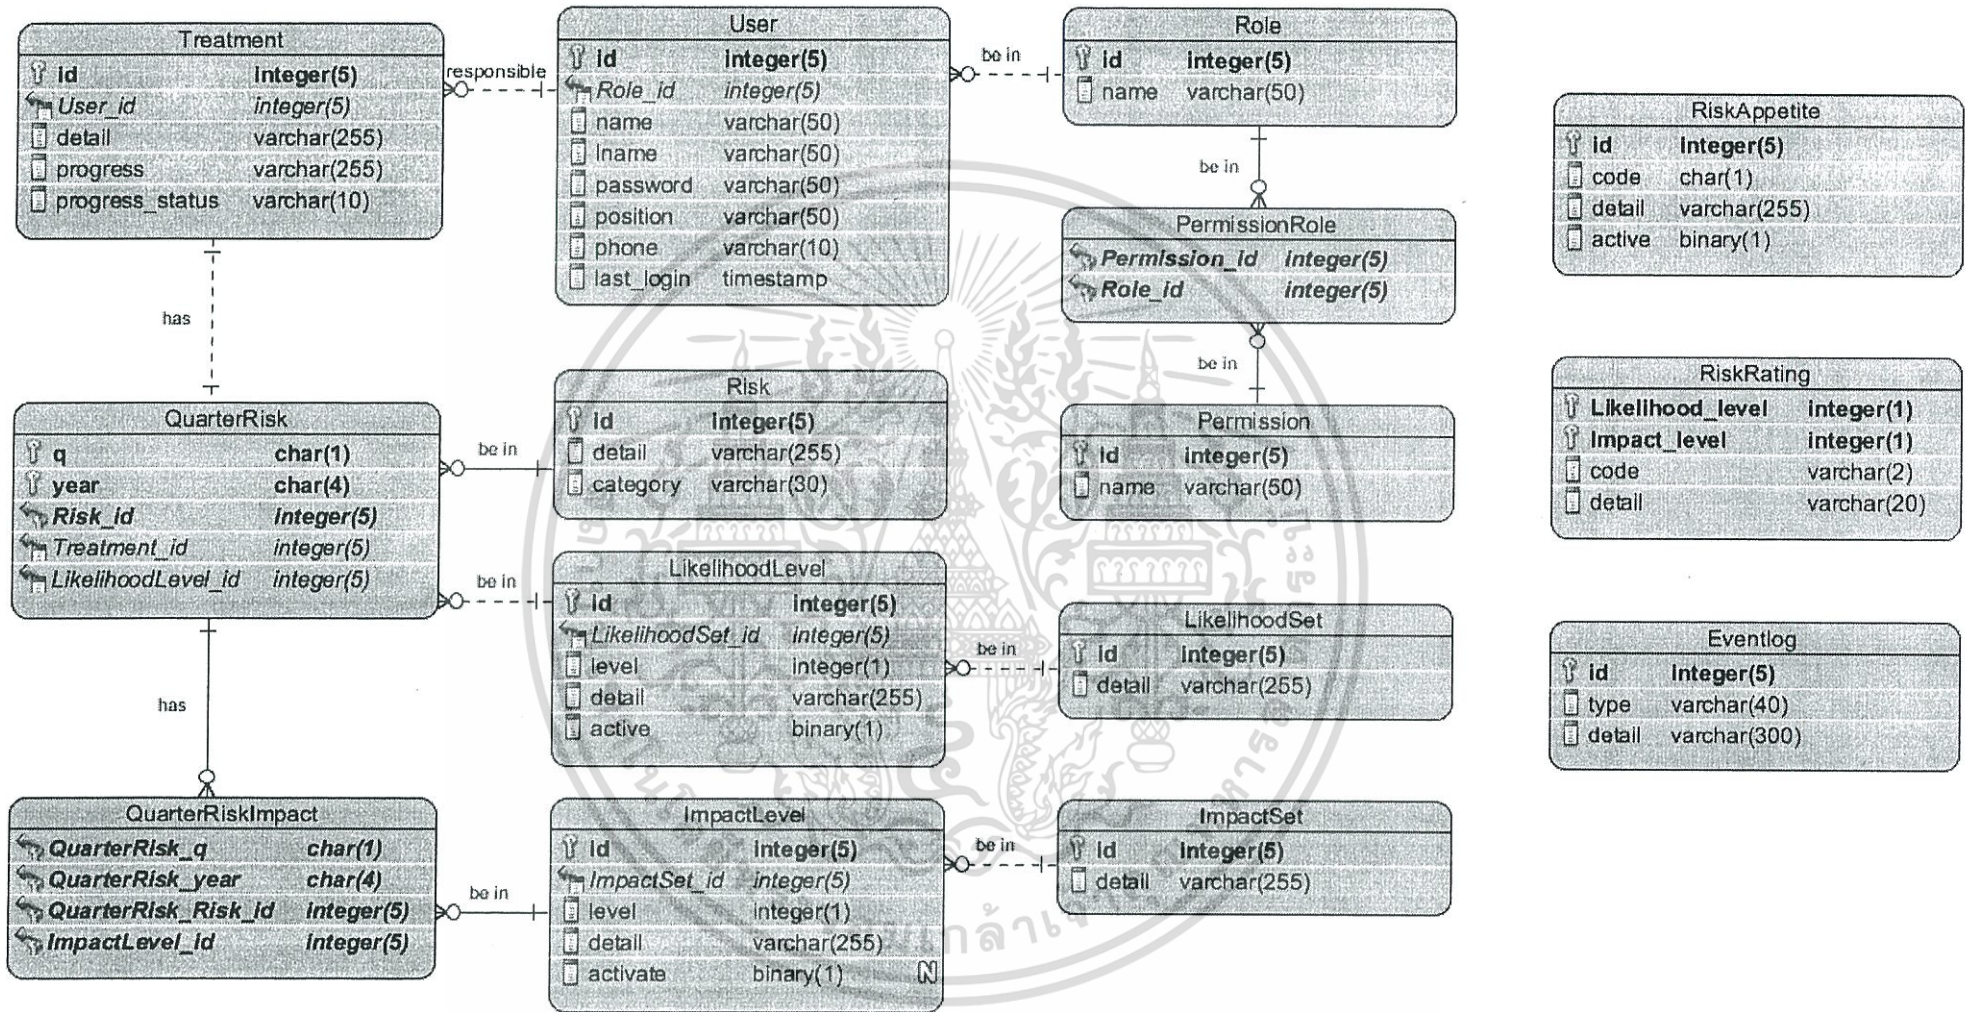 Treatment
id integer(5)
User_id integer(5)
detail varchar(255)
progress varchar(255)
progress_status varchar(10)
responsible
User
id integer(5)
Role_id integer(5)
name varchar(50)
lname varchar(50)
password varchar(50)
position varchar(50)
phone varchar(10)
last_login timestamp
be in
Role
id integer(5)
name varchar(50)
be in
PermissionRole
Permission_id integer(5)
Role_id integer(5)
be in
Permission
id integer(5)
name varchar(50)
RiskAppetite
id integer(5)
code char(1)
detail varchar(255)
active binary(1)
RiskRating
Likelihood_level integer(1)
Impact_level integer(1)
code varchar(2)
detail varchar(20)
Eventlog
id integer(5)
type varchar(40)
detail varchar(300)
has
QuarterRisk
q char(1)
year char(4)
Risk_id integer(5)
Treatment_id integer(5)
LikelihoodLevel_id integer(5)
be in
Risk
id integer(5)
detail varchar(255)
category varchar(30)
be in
LikelihoodLevel
id integer(5)
LikelihoodSet_id integer(5)
level integer(1)
detail varchar(255)
active binary(1)
be in
LikelihoodSet
id integer(5)
detail varchar(255)
has
QuarterRiskImpact
QuarterRisk_q char(1)
QuarterRisk_year char(4)
QuarterRisk_Risk_id integer(5)
ImpactLevel_id integer(5)
be in
ImpactLevel
id integer(5)
ImpactSet_id integer(5)
level integer(1)
detail varchar(255)
activate binary(1) N
be in
ImpactSet
id integer(5)
detail varchar(255)